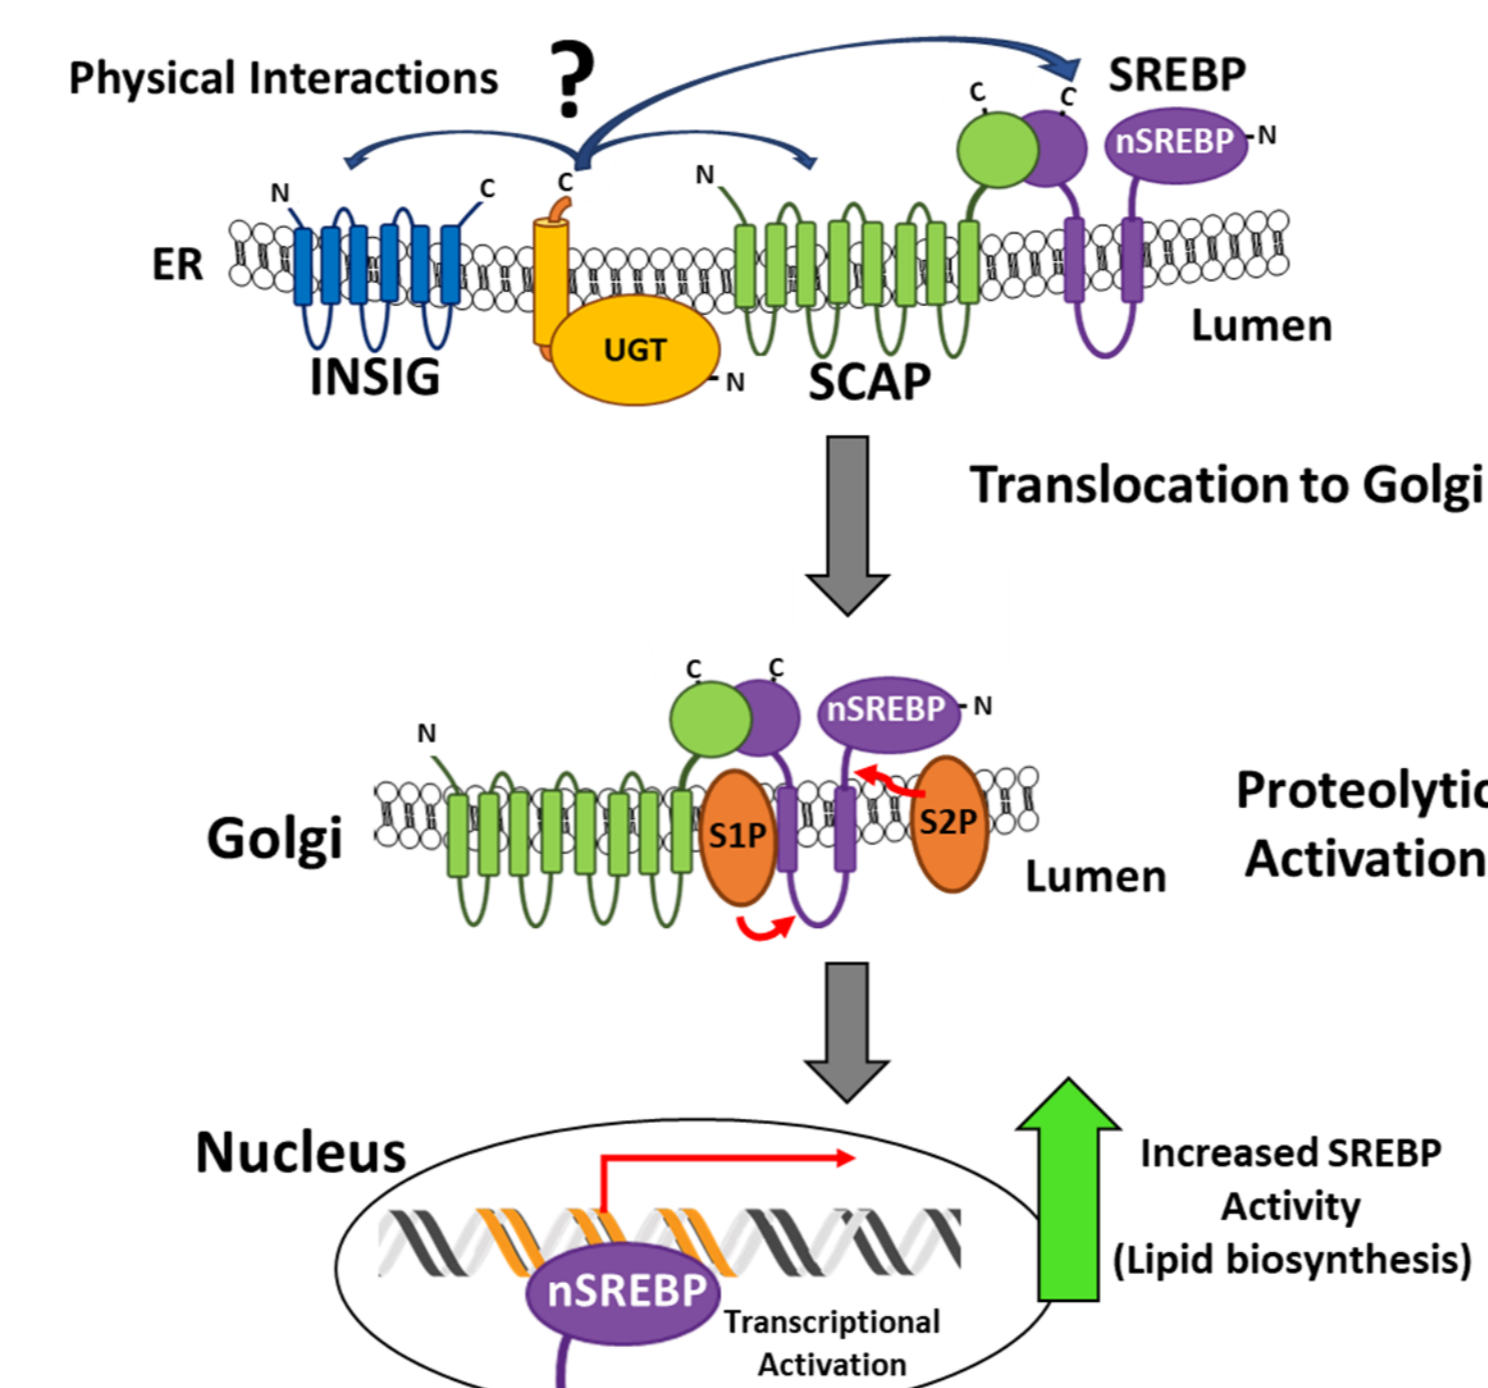 Physical Interactions
?
SREBP
C
C
nSREBP
N
N
C
C
N
ER
Lumen
UGT
N
INSIG
SCAP
Translocation to Golgi
C
C
nSREBP
N
N
Golgi
S1P
S2P
Lumen
Proteolytic
Activation
Nucleus
Increased SREBP
Activity
(Lipid biosynthesis)
nSREBP
Transcriptional
Activation